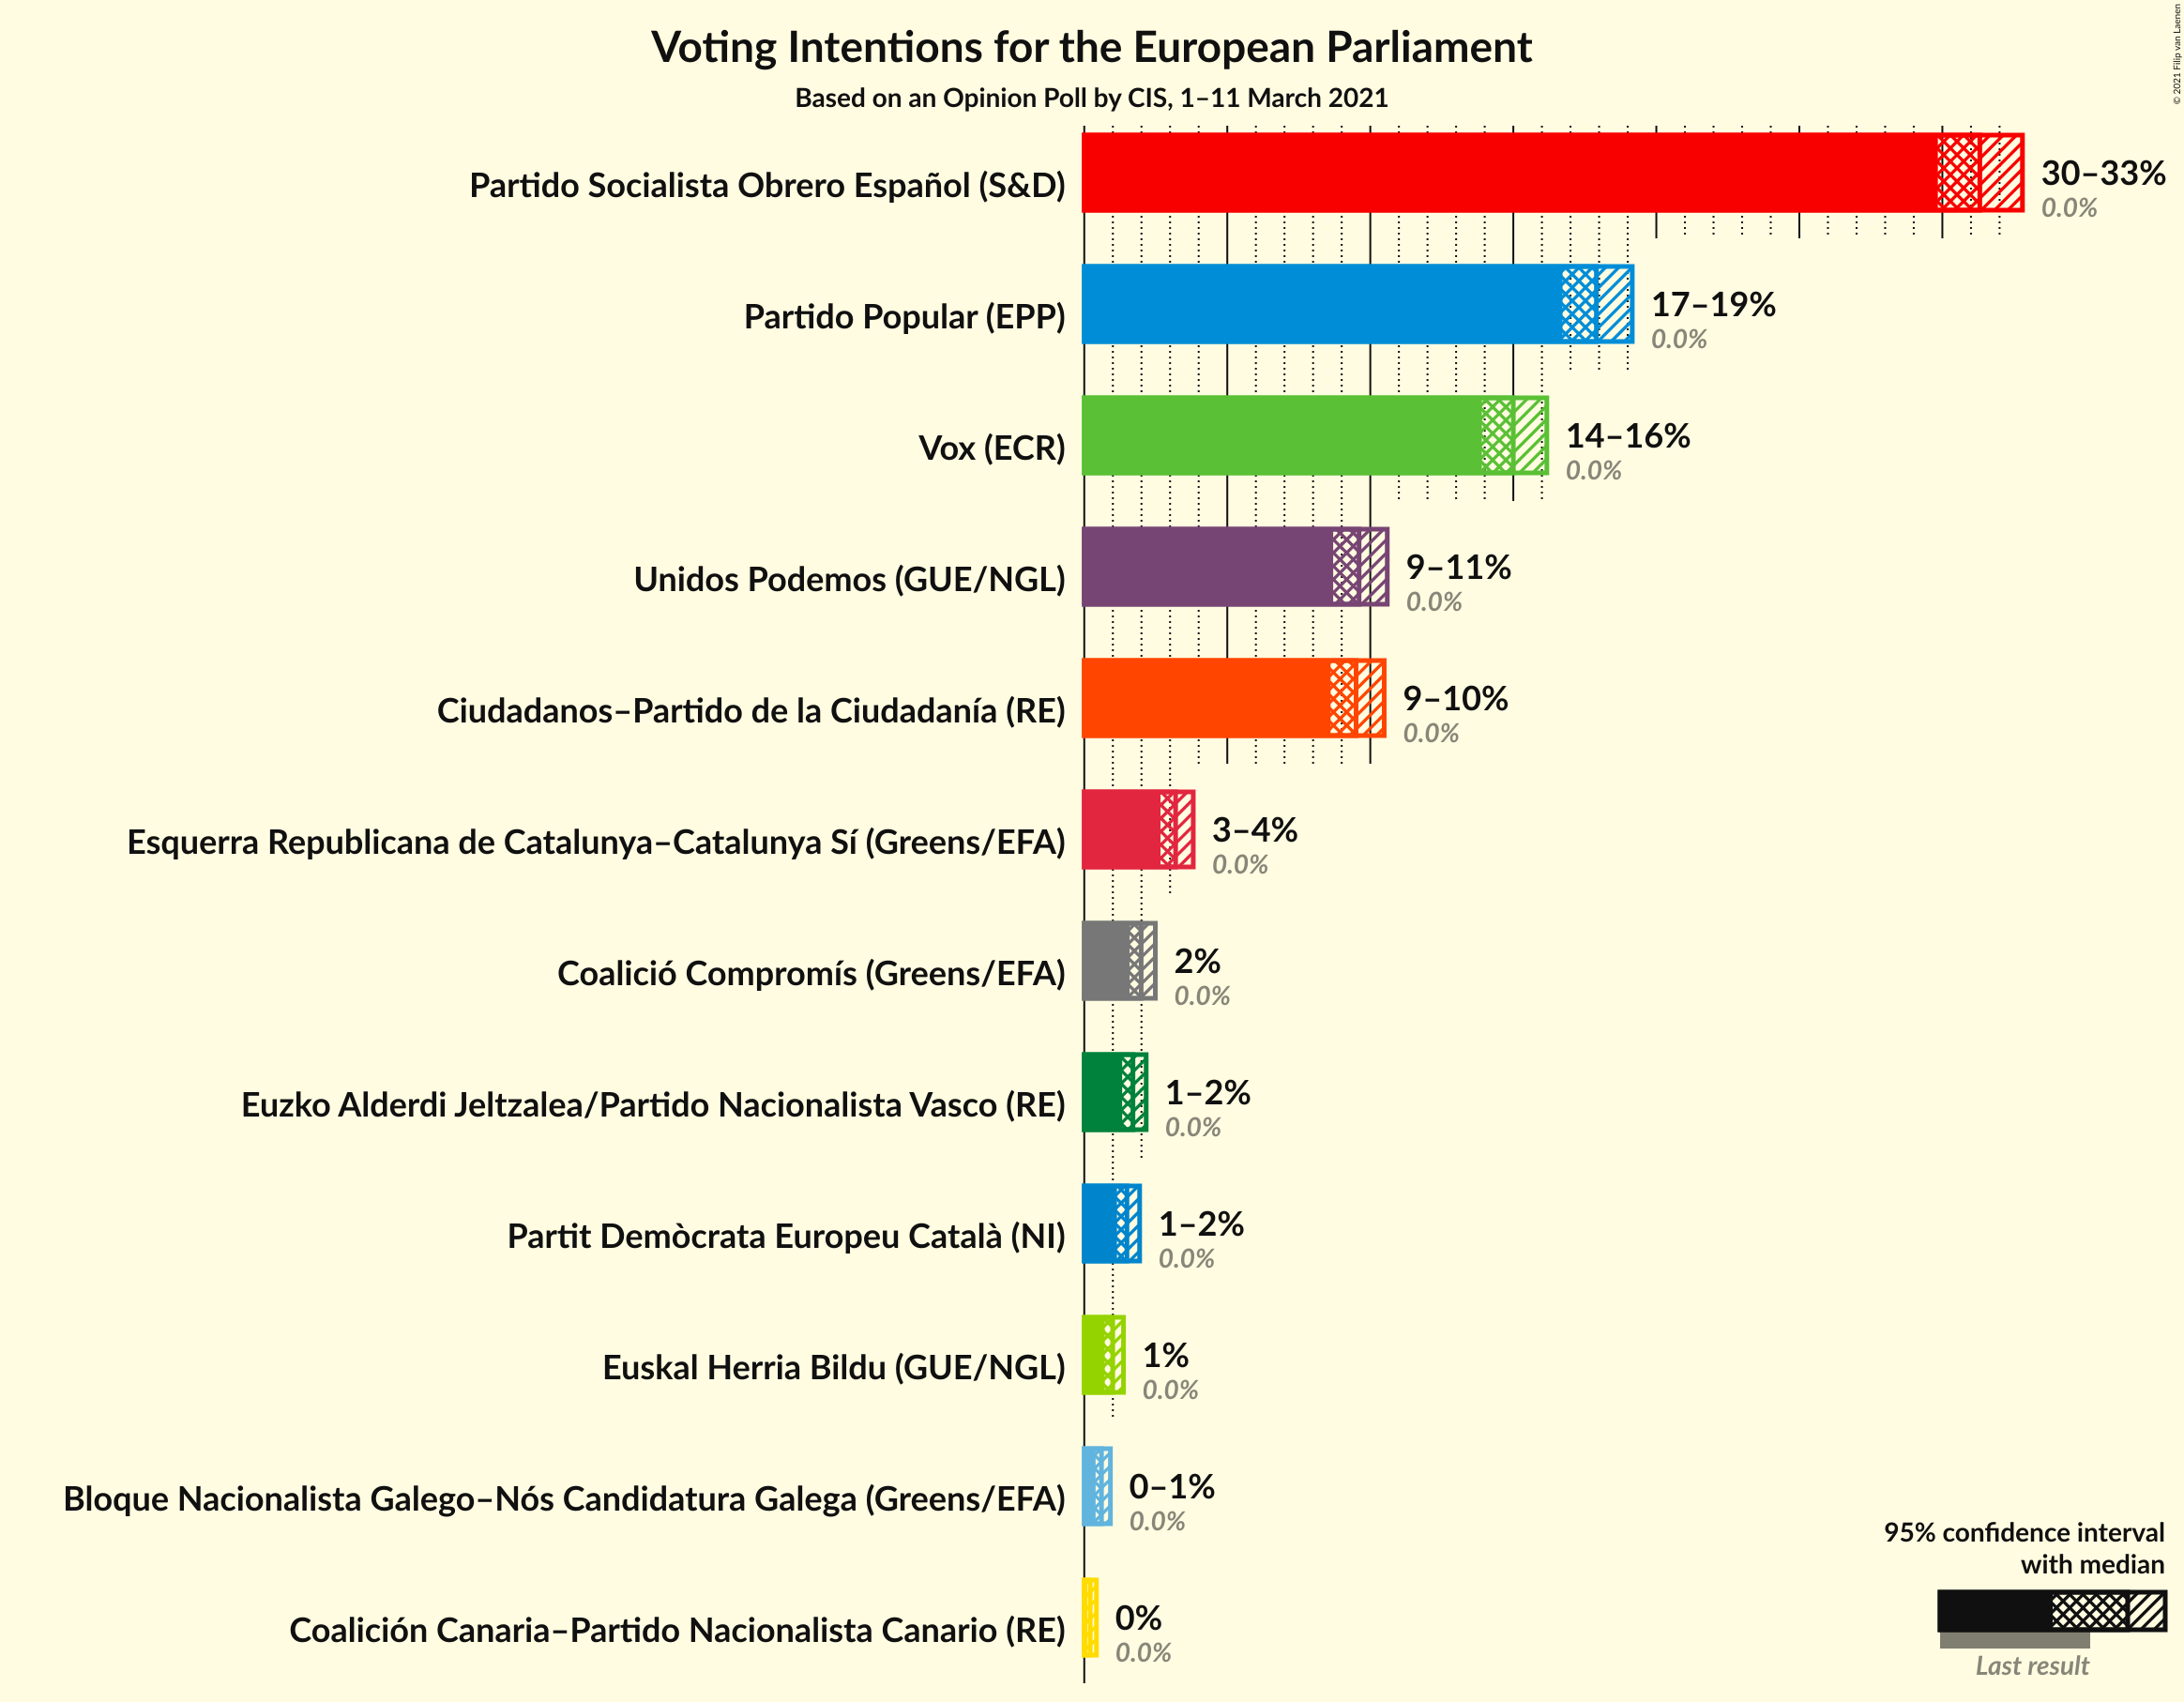 Voting Intentions for the European Parliament
Based on an Opinion Poll by CIS, 1–11 March 2021
© 2021 Filip van Laenen
Partido Socialista Obrero Español (S&D)
30–33%
0.0%
Partido Popular (EPP)
17–19%
0.0%
Vox (ECR)
14–16%
0.0%
Unidos Podemos (GUE/NGL)
9–11%
0.0%
Ciudadanos–Partido de la Ciudadanía (RE)
9–10%
0.0%
Esquerra Republicana de Catalunya–Catalunya Sí (Greens/EFA)
3–4%
0.0%
Coalició Compromís (Greens/EFA)
2%
0.0%
Euzko Alderdi Jeltzalea/Partido Nacionalista Vasco (RE)
1–2%
0.0%
Partit Demòcrata Europeu Català (NI)
1–2%
0.0%
Euskal Herria Bildu (GUE/NGL)
1%
0.0%
Bloque Nacionalista Galego–Nós Candidatura Galega (Greens/EFA)
0–1%
0.0%
Coalición Canaria–Partido Nacionalista Canario (RE)
0%
0.0%
95% confidence interval
with median
Last result